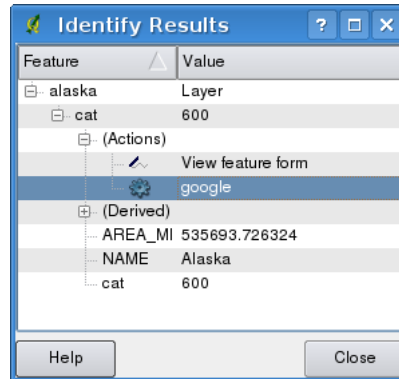 Identify Results
Feature Value
alaska Layer
cat 600
(Actions)
View feature form
google
(Derived)
AREA_MI 535693.726324
NAME Alaska
cat 600
Help Close